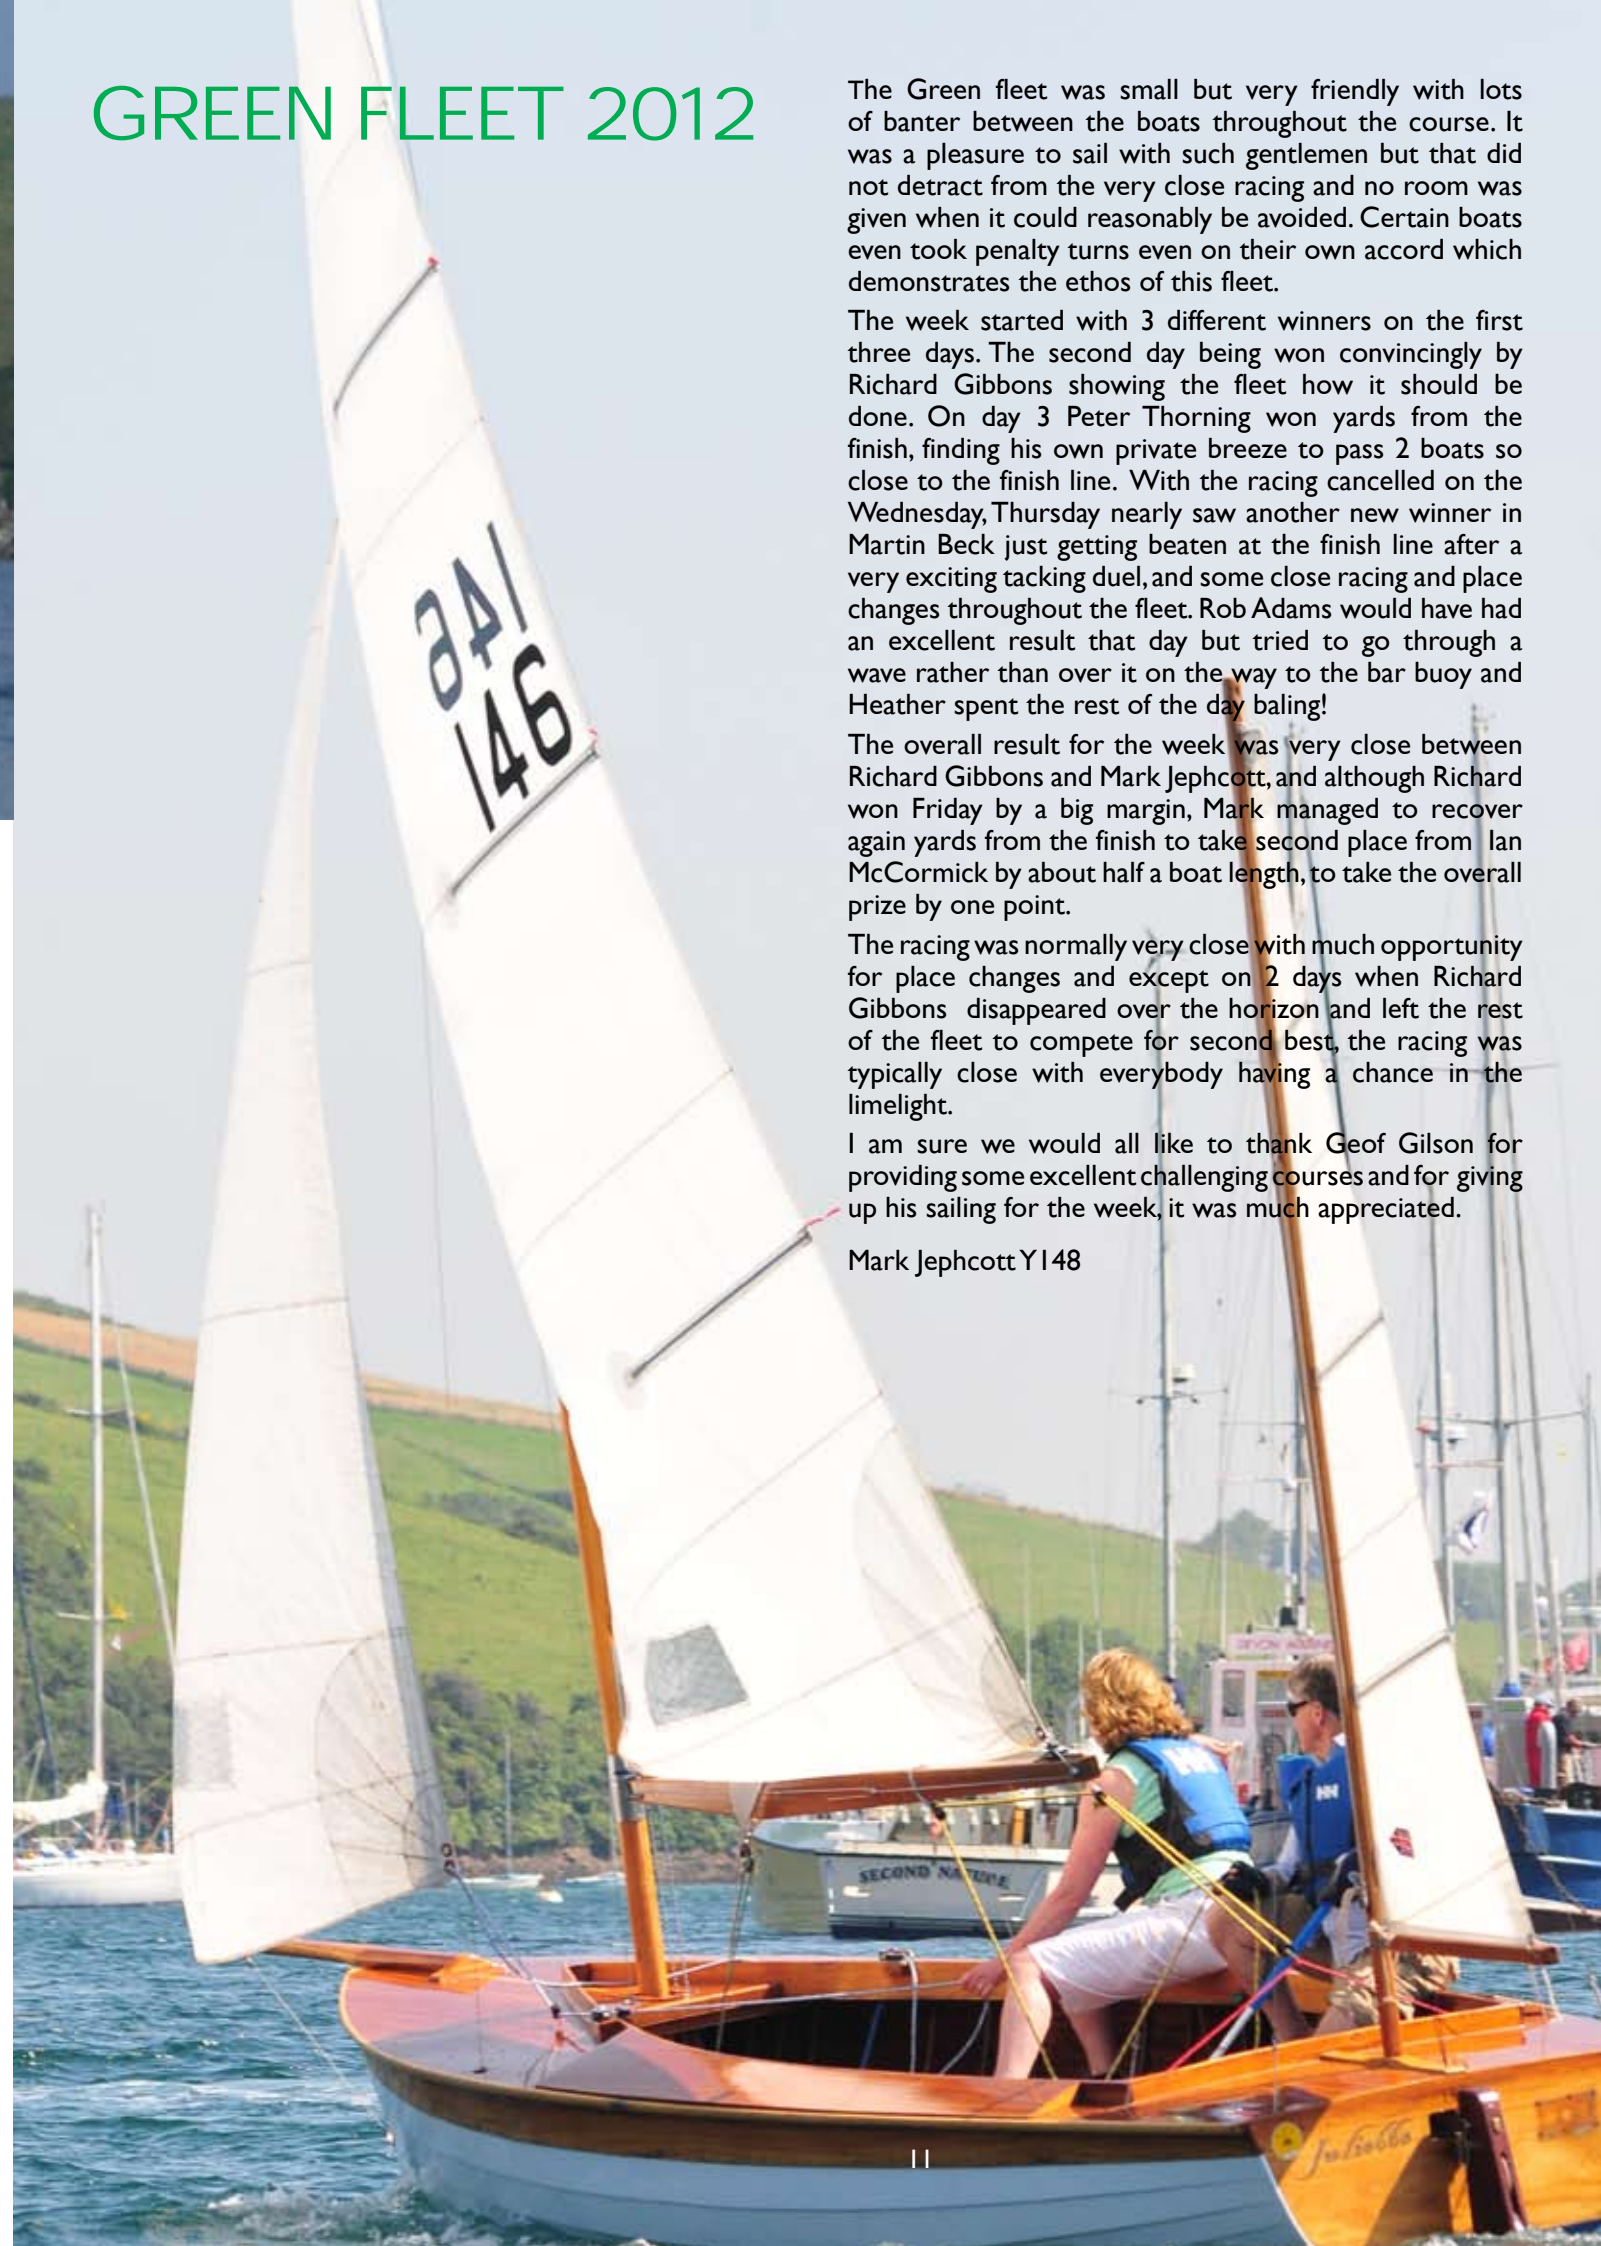 GREEN FLEET 2012
The Green fleet was small but very friendly with lots
of banter between the boats throughout the course. It
was a pleasure to sail with such gentlemen but that did
not detract from the very close racing and no room was
given when it could reasonably be avoided. Certain boats
even took penalty turns even on their own accord which
demonstrates the ethos of this fleet.
The week started with 3 different winners on the first
three days. The second day being won convincingly by
Richard Gibbons showing the fleet how it should be
done. On day 3 Peter Thorning won yards from the
finish, finding his own private breeze to pass 2 boats so
close to the finish line. With the racing cancelled on the
Wednesday, Thursday nearly saw another new winner in
Martin Beck just getting beaten at the finish line after a
very exciting tacking duel, and some close racing and place
changes throughout the fleet. Rob Adams would have had
an excellent result that day but tried to go through a
wave rather than over it on the way to the bar buoy and
Heather spent the rest of the day baling!
The overall result for the week was very close between
Richard Gibbons and Mark Jephcott, and although Richard
won Friday by a big margin, Mark managed to recover
again yards from the finish to take second place from Ian
McCormick by about half a boat length, to take the overall
prize by one point.
The racing was normally very close with much opportunity
for place changes and except on 2 days when Richard
Gibbons disappeared over the horizon and left the rest
of the fleet to compete for second best, the racing was
typically close with everybody having a chance in the
limelight.
I am sure we would all like to thank Geof Gilson for
providing some excellent challenging courses and for giving
up his sailing for the week, it was much appreciated.
Mark Jephcott Y148
146
146
DEVON
SECOND NATURE
HH
Julietta
11